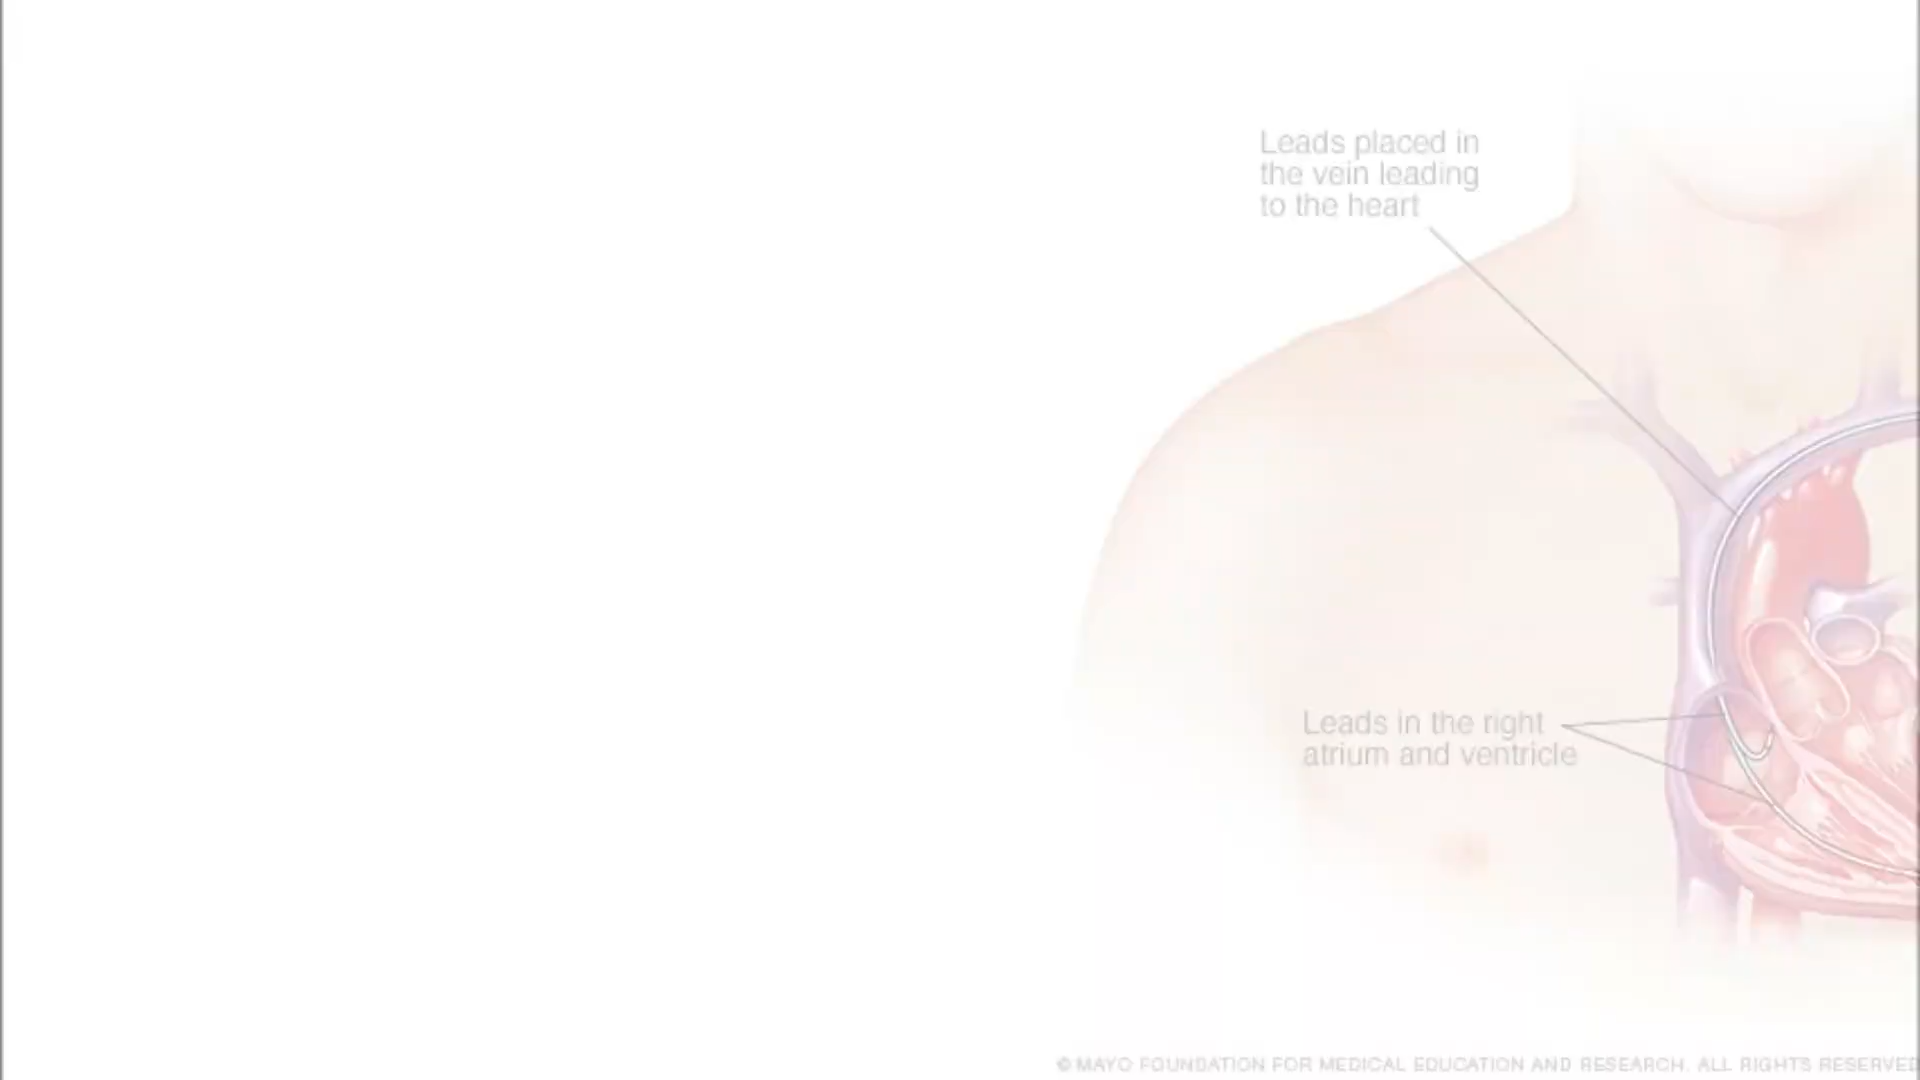 Leads placed in
the vein leading
to the heart
Leads in the right
atrium and ventricle
© MAYO FOUNDATION FOR MEDICAL EDUCATION AND RESEARCH. ALL RIGHTS RESERVED